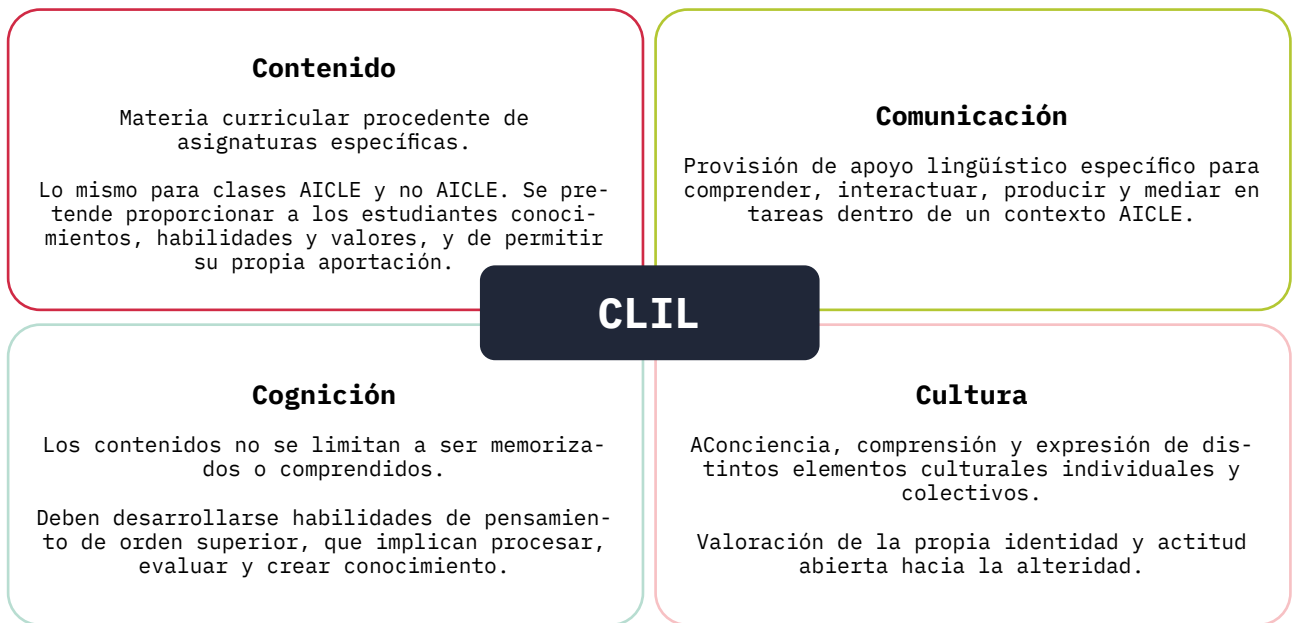 Contenido
Materia curricular procedente de
asignaturas específicas.
Lo mismo para clases AICLE y no AICLE. Se pre-
tende proporcionar a los estudiantes conoci-
mientos, habilidades y valores, y de permitir
su propia aportación.
Comunicación
Provisión de apoyo lingüístico específico para
comprender, interactuar, producir y mediar en
tareas dentro de un contexto AICLE.
CLIL
Cognición
Los contenidos no se limitan a ser memoriza-
dos o comprendidos.
Deben desarrollarse habilidades de pensamien-
to de orden superior, que implican procesar,
evaluar y crear conocimiento.
Cultura
AConciencia, comprensión y expresión de dis-
tintos elementos culturales individuales y
colectivos.
Valoración de la propia identidad y actitud
abierta hacia la alteridad.